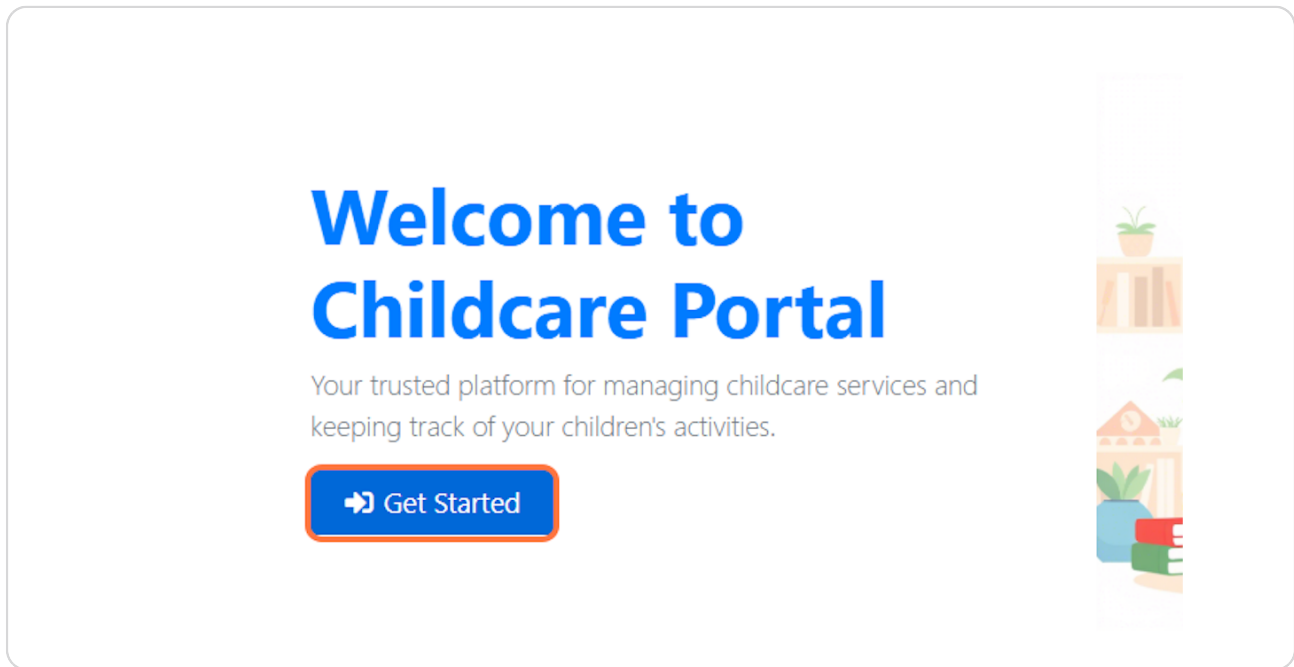 Welcome to
Childcare Portal
Your trusted platform for managing childcare services and
keeping track of your children's activities.
Get Started